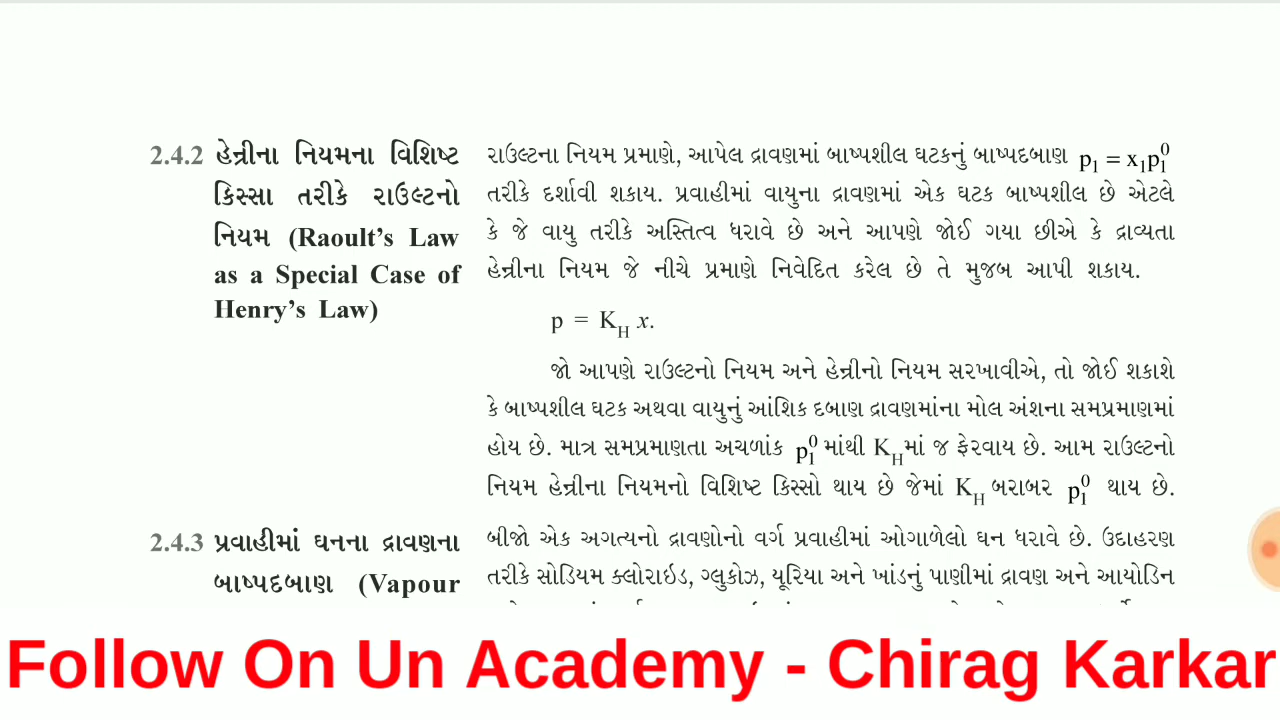 2.4.2 હેન્રીના નિયમના વિશિષ્ટ
કિસ્સા તરીકે રાઉલ્ટનો
નિયમ (Raoult's Law
as a Special Case of
Henry's Law)
રાઉલ્ટના નિયમ પ્રમાણે, આપેલ દ્રાવણમાં બાષ્પશીલ ઘટકનું બાષ્પદબાણ p₁ = x₁p₁⁰
તરીકે દર્શાવી શકાય. પ્રવાહીમાં વાયુના દ્રાવણમાં એક ઘટક બાષ્પશીલ છે એટલે
કે જે વાયુ તરીકે અસ્તિત્વ ધરાવે છે અને આપણે જોઈ ગયા છીએ કે દ્રાવ્યતા
હેન્રીના નિયમ જે નીચે પ્રમાણે નિવેદિત કરેલ છે તે મુજબ આપી શકાય.
p = K_H x.
જો આપણે રાઉલ્ટનો નિયમ અને હેન્રીનો નિયમ સરખાવીએ, તો જોઈ શકાશે
કે બાષ્પશીલ ઘટક અથવા વાયુનું આંશિક દબાણ દ્રાવણમાંના મોલ અંશના સમપ્રમાણમાં
હોય છે. માત્ર સમપ્રમાણતા અચળાંક p₁⁰ માંથી K_H માં જ ફેરવાય છે. આમ રાઉલ્ટનો
નિયમ હેન્રીના નિયમનો વિશિષ્ટ કિસ્સો થાય છે જેમાં K_H બરાબર p₁⁰ થાય છે.
2.4.3 પ્રવાહીમાં ઘનના દ્રાવણના
બાષ્પદબાણ (Vapour
બીજો એક અગત્યનો દ્રાવણોનો વર્ગ પ્રવાહીમાં ઓગાળેલો ઘન ધરાવે છે. ઉદાહરણ
તરીકે સોડિયમ ક્લોરાઇડ, ગ્લુકોઝ, યૂરિયા અને ખાંડનું પાણીમાં દ્રાવણ અને આયોડિન
Follow On Un Academy - Chirag Karkar